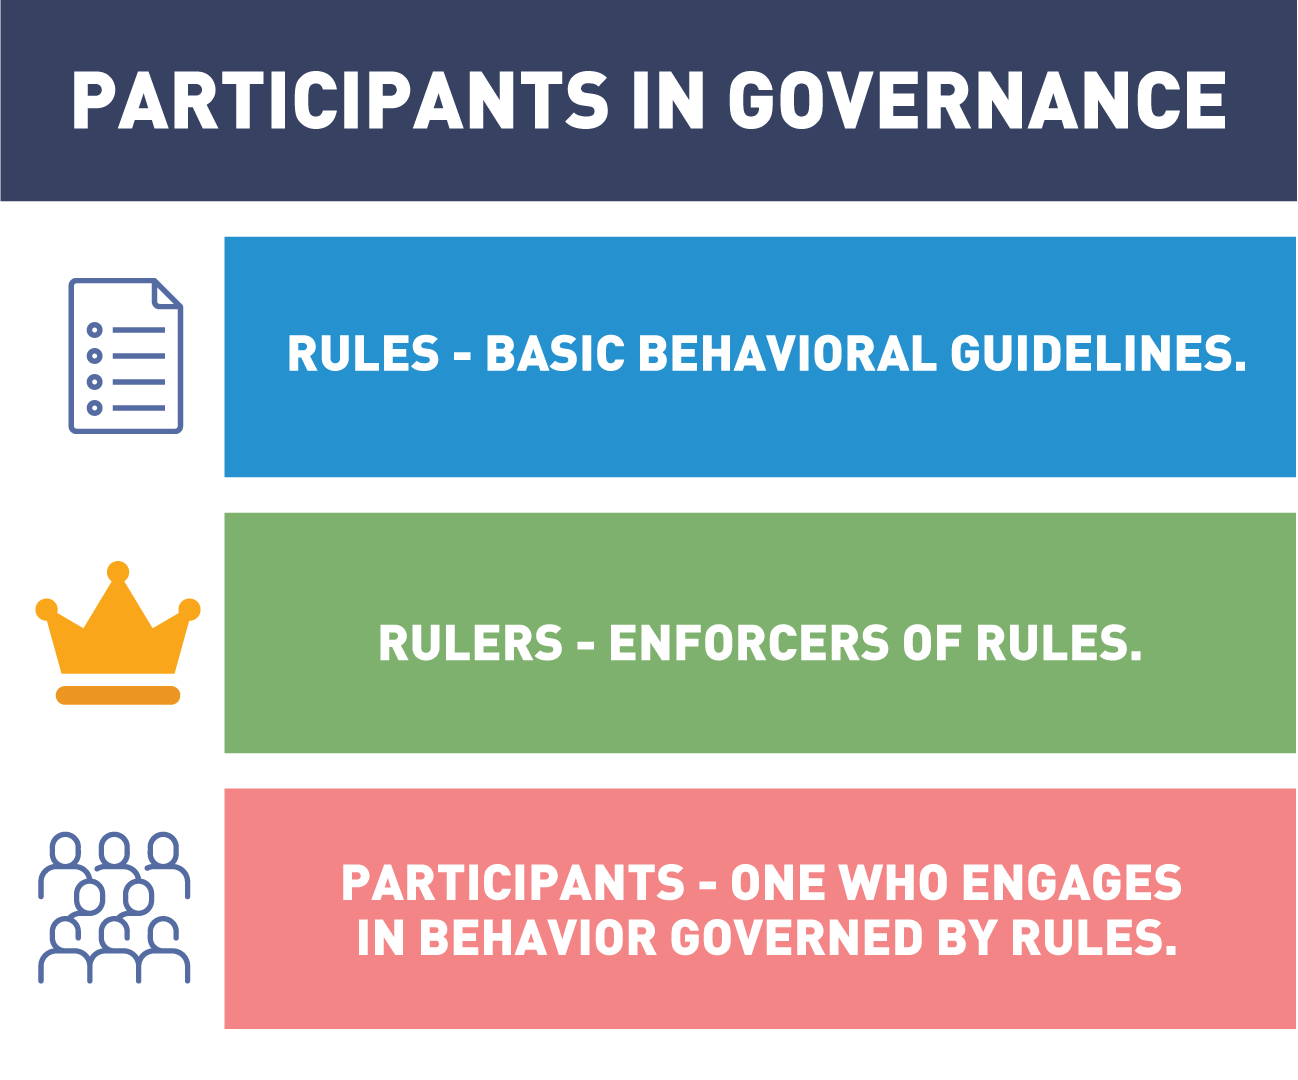 PARTICIPANTS IN GOVERNANCE
RULES - BASIC BEHAVIORAL GUIDELINES.
RULERS - ENFORCERS OF RULES.
PARTICIPANTS - ONE WHO ENGAGES
IN BEHAVIOR GOVERNED BY RULES.